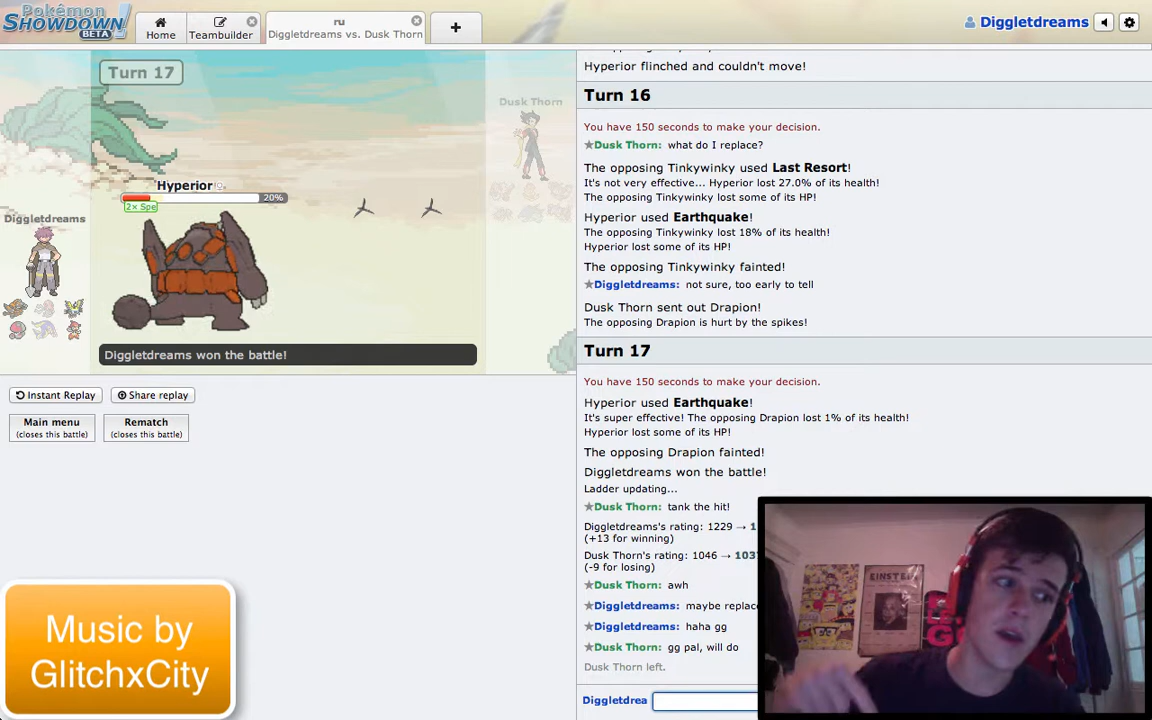 Pokémon
SHOWDOWN!
BETA
Home
Teambuilder
ru
Diggletdreams vs. Dusk Thorn
+
Diggletdreams
Turn 17
Dusk Thorn
Hyperior
20%
2× Spe
Diggletdreams
Diggletdreams won the battle!
Instant Replay
Share replay
Main menu
(closes this battle)
Rematch
(closes this battle)
Music by
GlitchxCity
Hyperior flinched and couldn't move!
Turn 16
You have 150 seconds to make your decision.
★Dusk Thorn: what do I replace?
The opposing Tinkywinky used Last Resort!
It's not very effective... Hyperior lost 27.0% of its health!
The opposing Tinkywinky lost some of its HP!
Hyperior used Earthquake!
The opposing Tinkywinky lost 18% of its health!
Hyperior lost some of its HP!
The opposing Tinkywinky fainted!
★Diggletdreams: not sure, too early to tell
Dusk Thorn sent out Drapion!
The opposing Drapion is hurt by the spikes!
Turn 17
You have 150 seconds to make your decision.
Hyperior used Earthquake!
It's super effective! The opposing Drapion lost 1% of its health!
Hyperior lost some of its HP!
The opposing Drapion fainted!
Diggletdreams won the battle!
Ladder updating...
★Dusk Thorn: tank the hit!
Diggletdreams's rating: 1229 → 1
(+13 for winning)
Dusk Thorn's rating: 1046 → 103
(-9 for losing)
★Dusk Thorn: awh
★Diggletdreams: maybe replac
★Diggletdreams: haha gg
★Dusk Thorn: gg pal, will do
Dusk Thorn left.
Diggletdrea
EINSTEIN